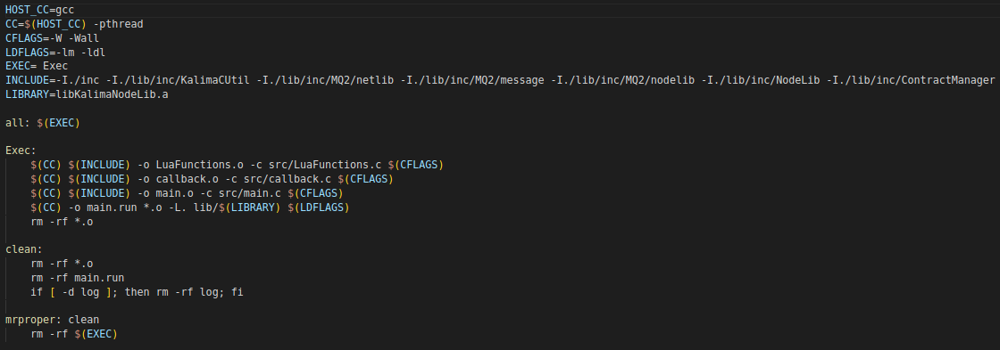 HOST_CC=gcc
CC=$(HOST_CC) -pthread
CFLAGS=-W -Wall
LDFLAGS=-lm -ldl
EXEC= Exec
INCLUDE=-I./inc -I./lib/inc/KalimaCUtil -I./lib/inc/MQ2/netlib -I./lib/inc/MQ2/message -I./lib/inc/MQ2/nodelib -I./lib/inc/NodeLib -I./lib/inc/ContractManager
LIBRARY=libKalimaNodeLib.a
all: $(EXEC)
Exec:
$(CC) $(INCLUDE) -o LuaFunctions.o -c src/LuaFunctions.c $(CFLAGS)
$(CC) $(INCLUDE) -o callback.o -c src/callback.c $(CFLAGS)
$(CC) $(INCLUDE) -o main.o -c src/main.c $(CFLAGS)
$(CC) -o main.run *.o -L. lib/$(LIBRARY) $(LDFLAGS)
rm -rf *.o
clean:
rm -rf *.o
rm -rf main.run
if [ -d log ]; then rm -rf log; fi
mrproper: clean
rm -rf $(EXEC)